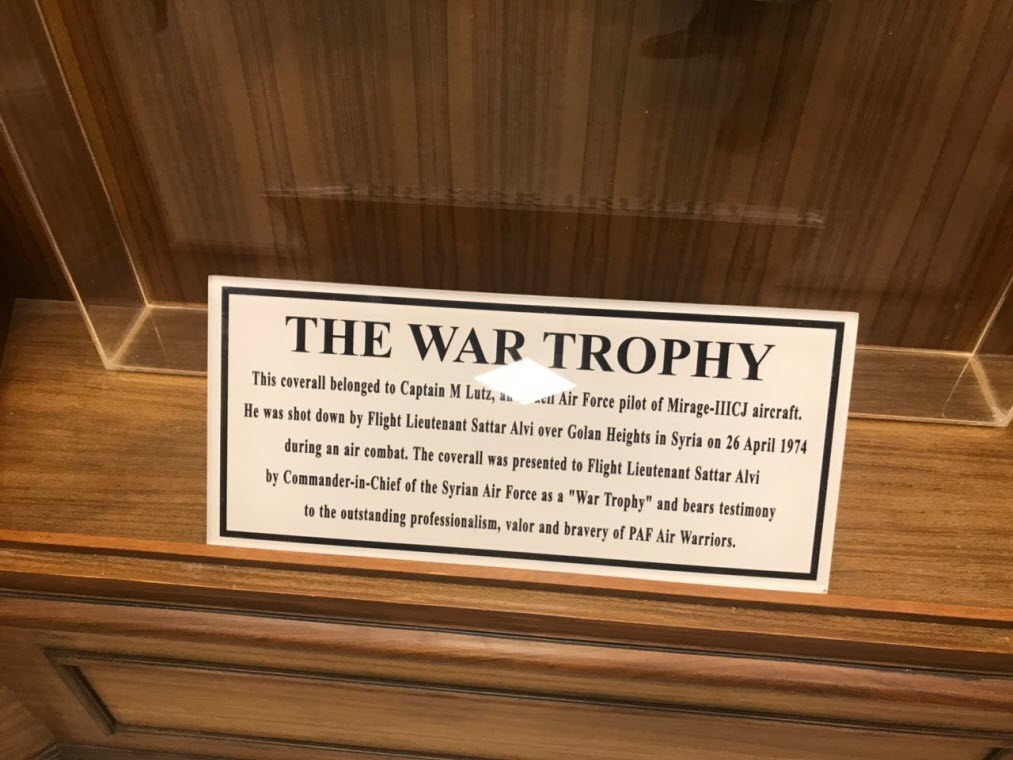 THE WAR TROPHY
This coverall belonged to Captain M Lutz, Air Force pilot of Mirage-IIICJ aircraft.
He was shot down by Flight Lieutenant Sattar Alvi over Golan Heights in Syria on 26 April 1974
during an air combat. The coverall was presented to Flight Lieutenant Sattar Alvi
by Commander-in-Chief of the Syrian Air Force as a "War Trophy" and bears testimony
to the outstanding professionalism, valor and bravery of PAF Air Warriors.